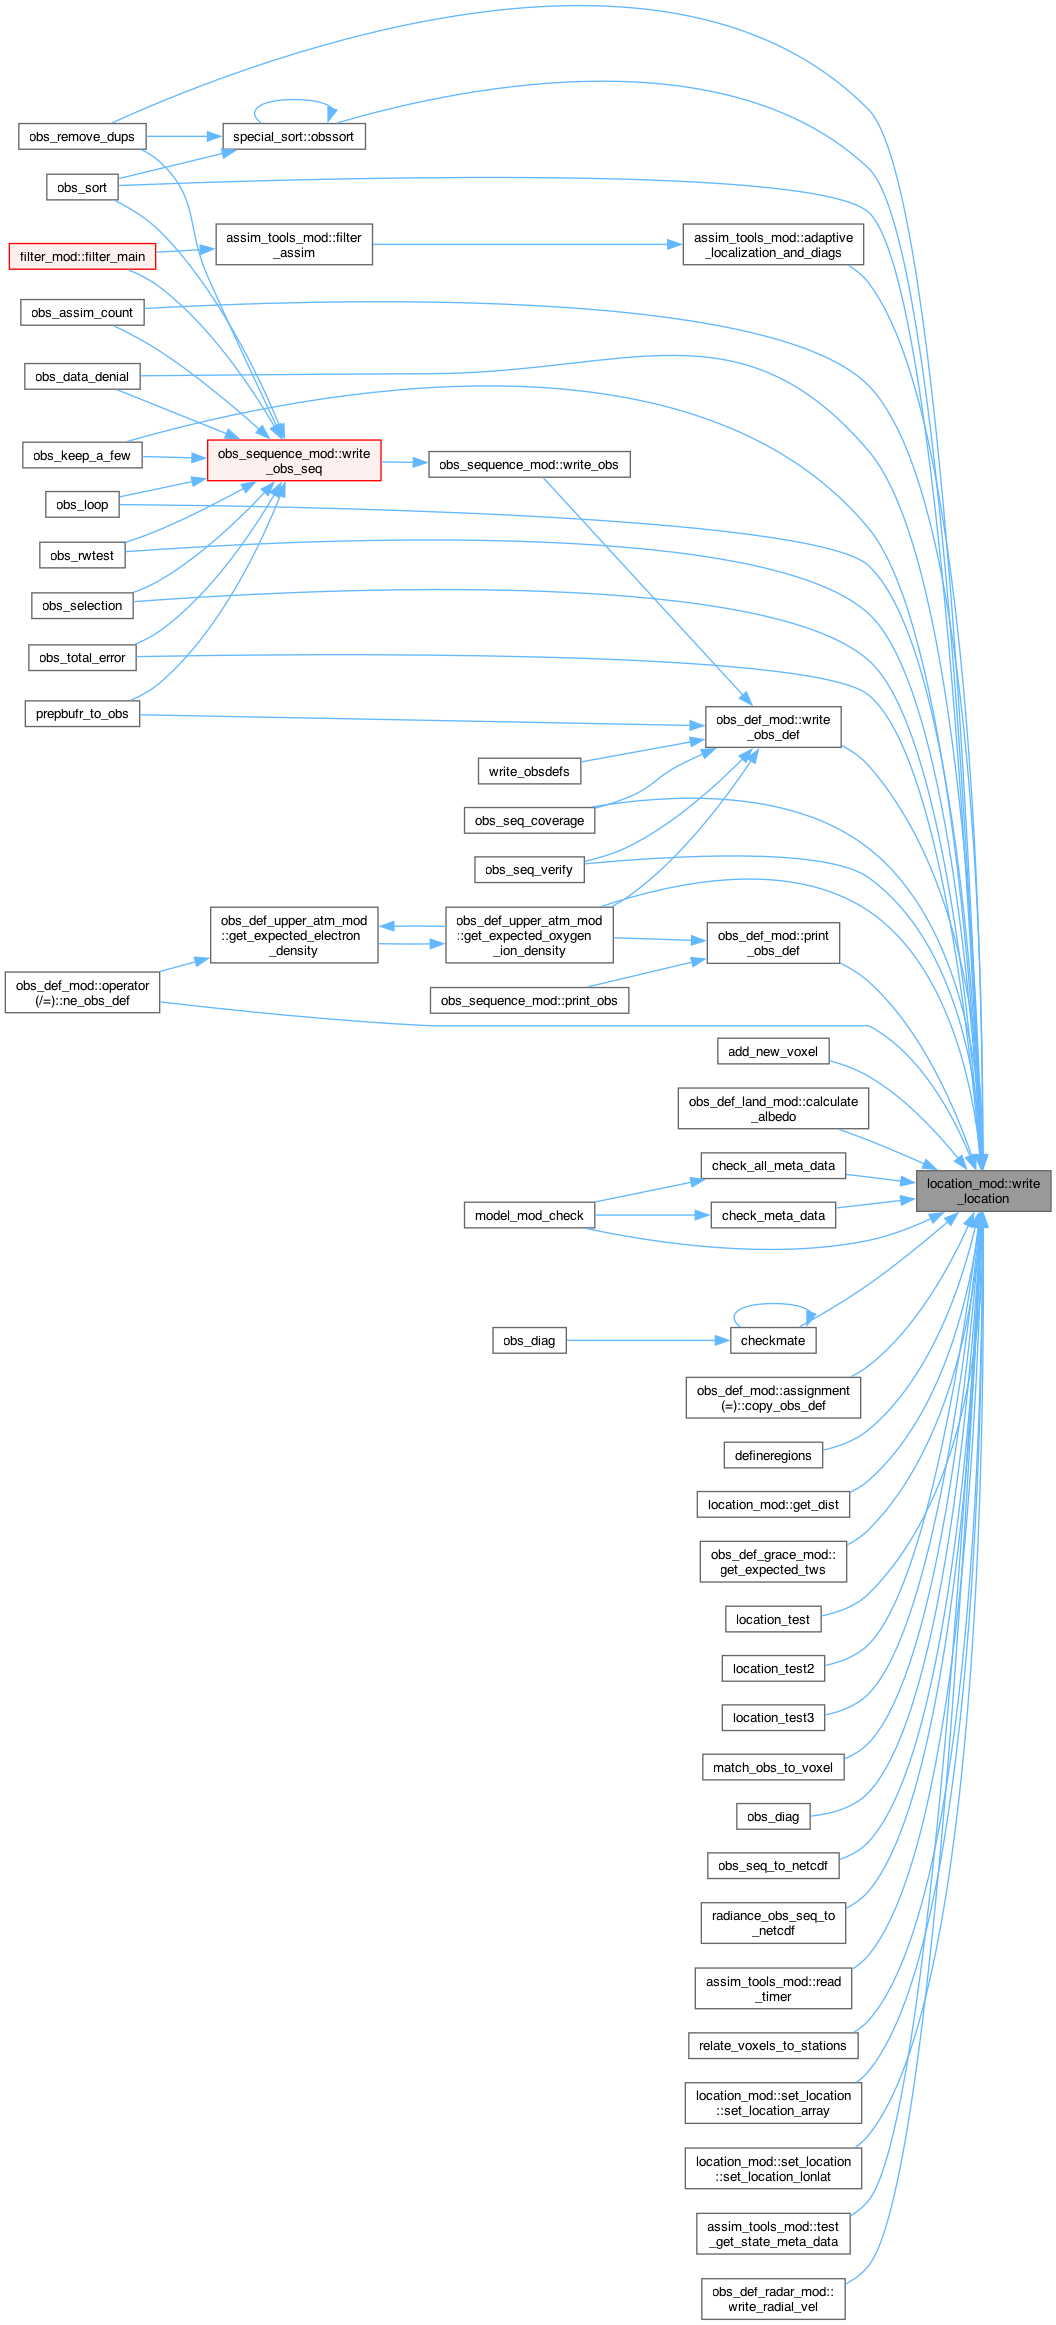 obs_remove_dups
special_sort::obssort
obs_sort
assim_tools_mod::filter
_assim
assim_tools_mod::adaptive
_localization_and_diags
filter_mod::filter_main
obs_assim_count
obs_data_denial
obs_keep_a_few
obs_sequence_mod::write
_obs_seq
obs_sequence_mod::write_obs
obs_loop
obs_rwtest
obs_selection
obs_total_error
prepbufr_to_obs
obs_def_mod::write
_obs_def
write_obsdefs
obs_seq_coverage
obs_seq_verify
obs_def_upper_atm_mod
::get_expected_electron
_density
obs_def_upper_atm_mod
::get_expected_oxygen
_ion_density
obs_def_mod::print
_obs_def
obs_def_mod::operator
(/=)::ne_obs_def
obs_sequence_mod::print_obs
add_new_voxel
obs_def_land_mod::calculate
_albedo
check_all_meta_data
location_mod::write
_location
model_mod_check
check_meta_data
obs_diag
checkmate
obs_def_mod::assignment
(=)::copy_obs_def
defineregions
location_mod::get_dist
obs_def_grace_mod::
get_expected_tws
location_test
location_test2
location_test3
match_obs_to_voxel
obs_diag
obs_seq_to_netcdf
radiance_obs_seq_to
_netcdf
assim_tools_mod::read
_timer
relate_voxels_to_stations
location_mod::set_location
::set_location_array
location_mod::set_location
::set_location_lonlat
assim_tools_mod::test
_get_state_meta_data
obs_def_radar_mod::
write_radial_vel